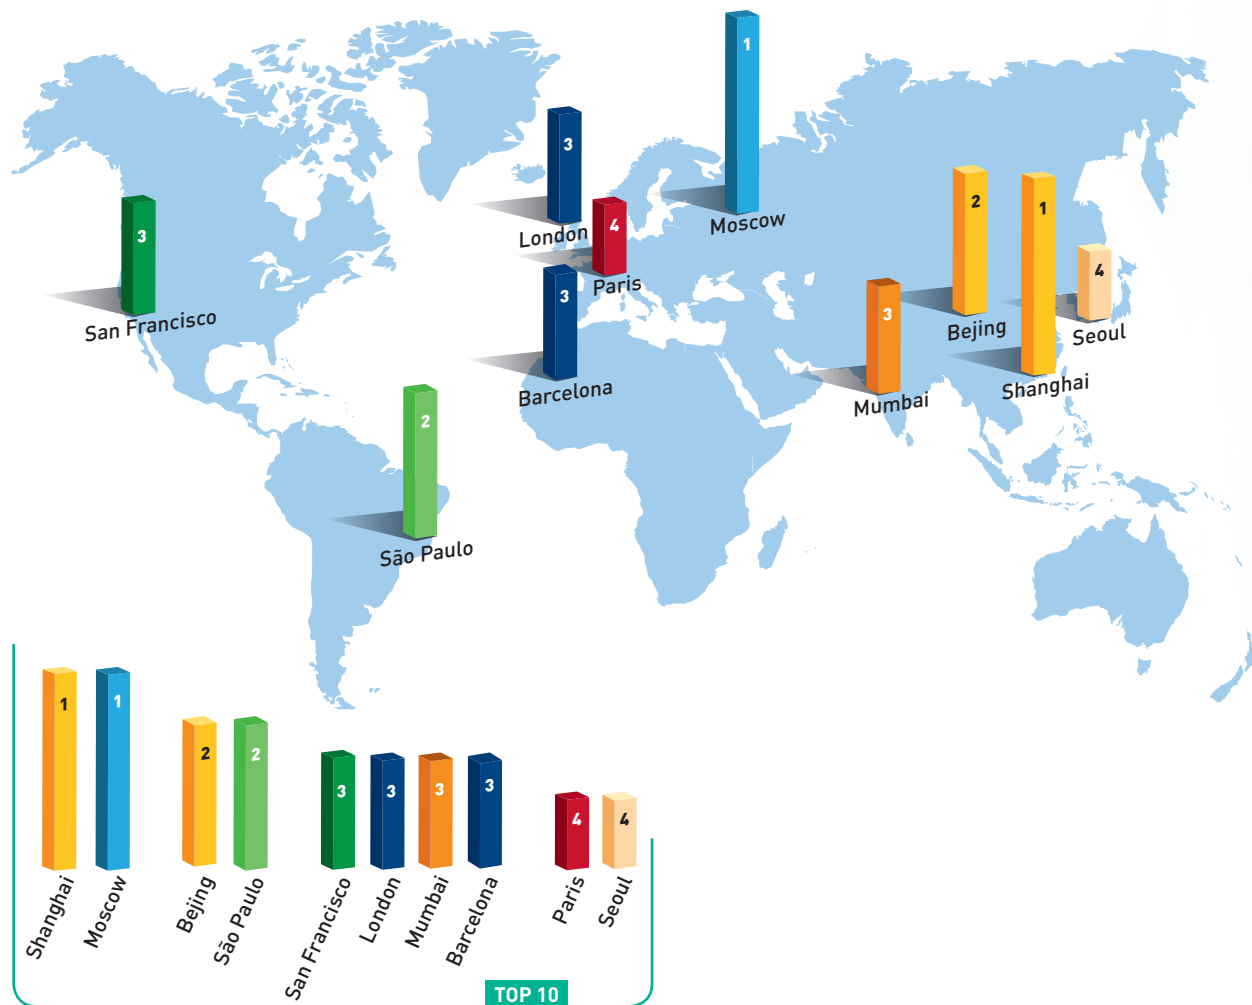 1
Moscow
3
London
4
Paris
3
San Francisco
3
Barcelona
2
Bejing
1
Shanghai
4
Seoul
3
Mumbai
2
São Paulo
1
1
2
2
3
3
3
3
4
4
Shanghai
Moscow
Bejing
São Paulo
San Francisco
London
Mumbai
Barcelona
Paris
Seoul
TOP 10